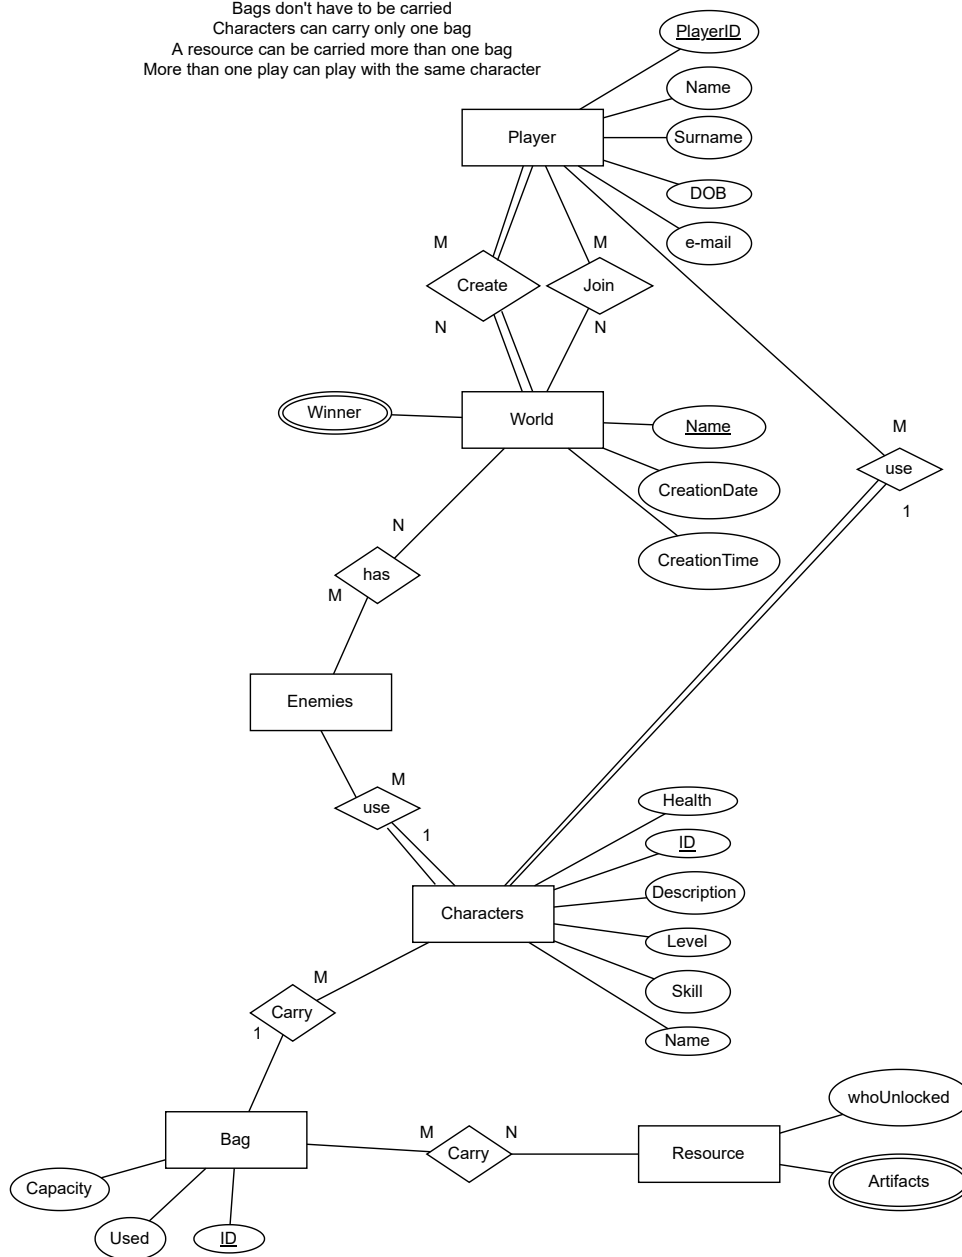 Bags don't have to be carried
Characters can carry only one bag
A resource can be carried more than one bag
More than one play can play with the same character
PlayerID
Name
Player
Surname
DOB
e-mail
M
M
Create
Join
N
N
Winner
World
Name
M
use
CreationDate
1
N
CreationTime
has
M
Enemies
M
use
Health
1
ID
Description
Characters
Level
M
Skill
Carry
1
Name
whoUnlocked
Bag
M
N
Carry
Resource
Artifacts
Capacity
Used
ID